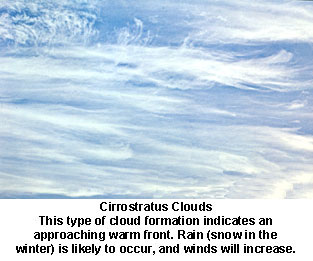 Cirrostratus Clouds
This type of cloud formation indicates an
approaching warm front. Rain (snow in the
winter) is likely to occur, and winds will increase.